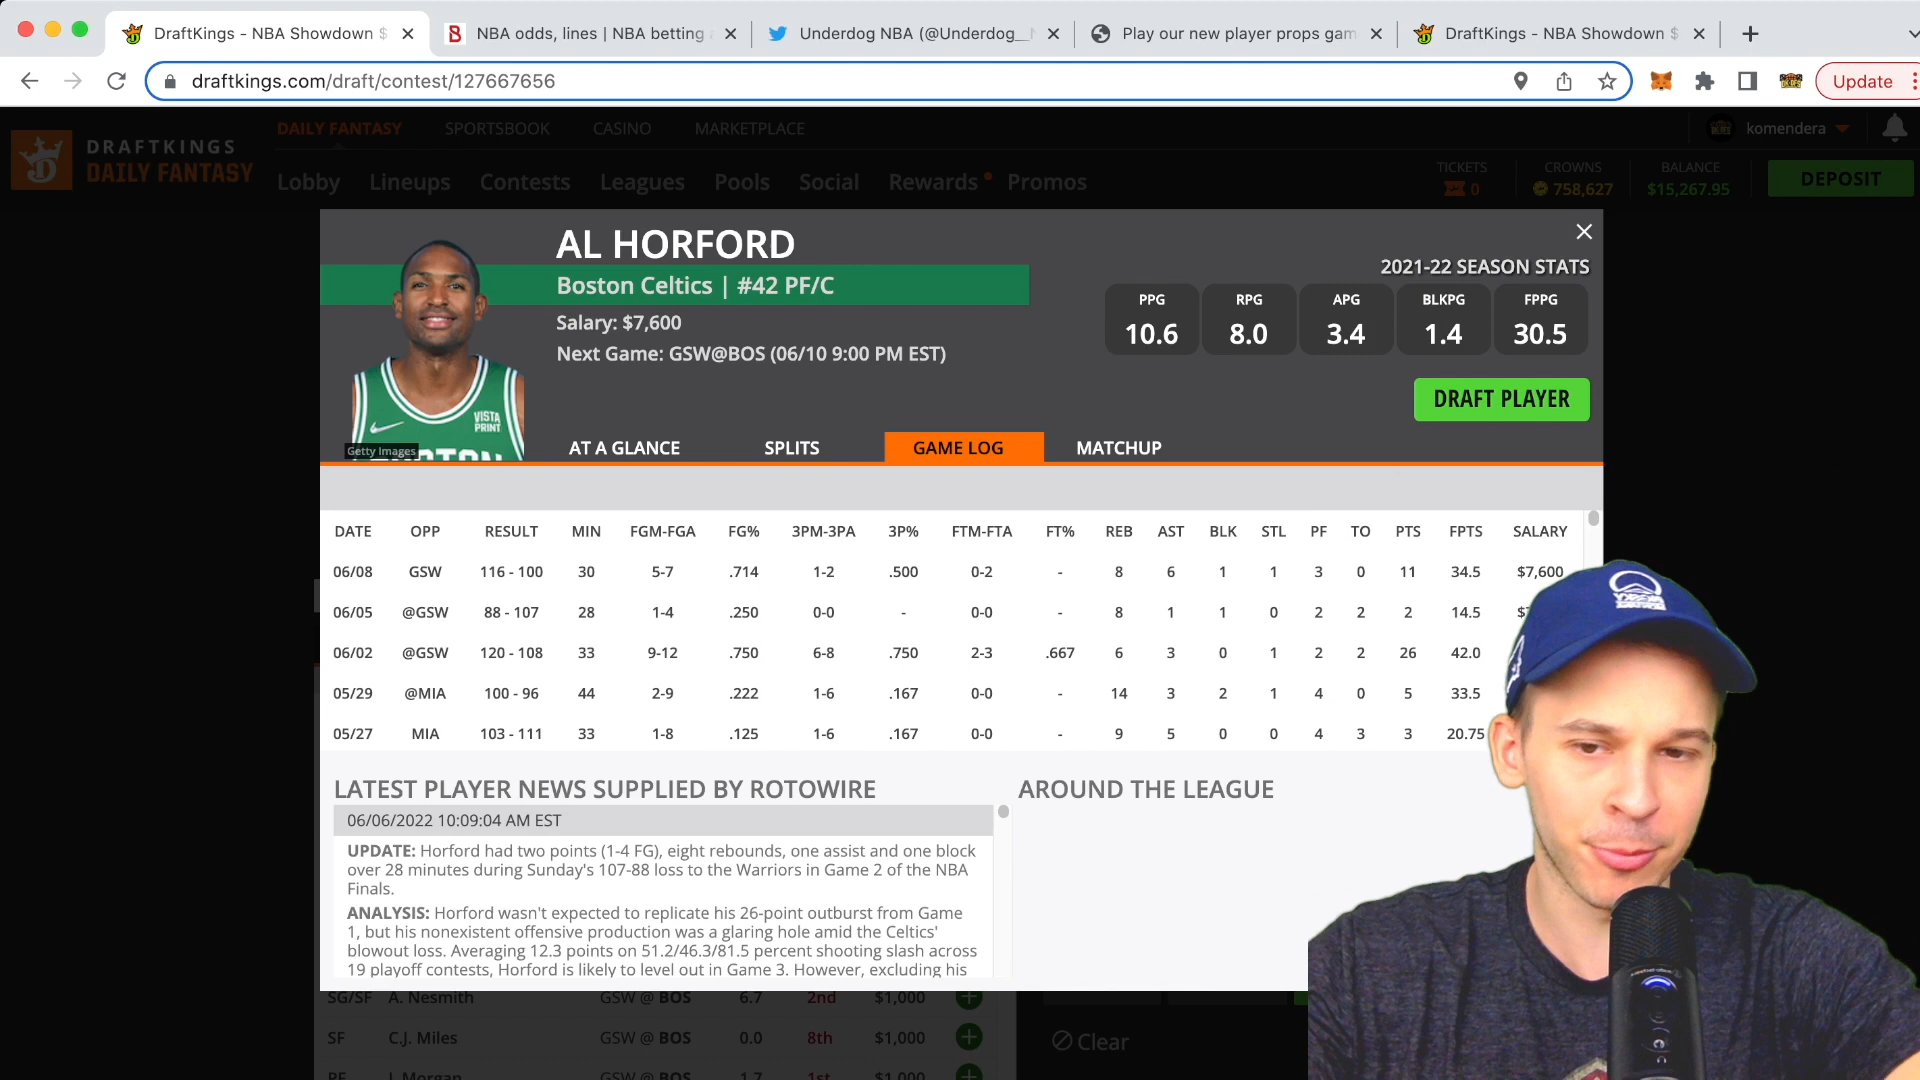 DraftKings - NBA Showdown $
NBA odds, lines | NBA betting
Underdog NBA (@Underdog__
Play our new player props gam
DraftKings - NBA Showdown $
draftkings.com/draft/contest/127667656
Update
DRAFTKINGS
DAILY FANTASY
DAILY FANTASY SPORTSBOOK CASINO MARKETPLACE
komendera
Lobby Lineups Contests Leagues Pools Social Rewards Promos
TICKETS 0
CROWNS 758,627
BALANCE $15,267.95
DEPOSIT
AL HORFORD
Boston Celtics | #42 PF/C
Salary: $7,600
Next Game: GSW@BOS (06/10 9:00 PM EST)
2021-22 SEASON STATS
PPG RPG APG BLKPG FPPG
10.6 8.0 3.4 1.4 30.5
DRAFT PLAYER
VISTA
PRINT
Getty Images
AT A GLANCE SPLITS GAME LOG MATCHUP
DATE OPP RESULT MIN FGM-FGA FG% 3PM-3PA 3P% FTM-FTA FT% REB AST BLK STL PF TO PTS FPTS SALARY
06/08 GSW 116 - 100 30 5-7 .714 1-2 .500 0-2 - 8 6 1 1 3 0 11 34.5 $7,600
06/05 @GSW 88 - 107 28 1-4 .250 0-0 - 0-0 - 8 1 1 0 2 2 2 14.5
06/02 @GSW 120 - 108 33 9-12 .750 6-8 .750 2-3 .667 6 3 0 1 2 2 26 42.0
05/29 @MIA 100 - 96 44 2-9 .222 1-6 .167 0-0 - 14 3 2 1 4 0 5 33.5
05/27 MIA 103 - 111 33 1-8 .125 1-6 .167 0-0 - 9 5 0 0 4 3 3 20.75
LATEST PLAYER NEWS SUPPLIED BY ROTOWIRE
AROUND THE LEAGUE
06/06/2022 10:09:04 AM EST
UPDATE: Horford had two points (1-4 FG), eight rebounds, one assist and one block
over 28 minutes during Sunday's 107-88 loss to the Warriors in Game 2 of the NBA
Finals.
ANALYSIS: Horford wasn't expected to replicate his 26-point outburst from Game
1, but his nonexistent offensive production was a glaring hole amid the Celtics'
blowout loss. Averaging 12.3 points on 51.2/46.3/81.5 percent shooting slash across
19 playoff contests, Horford is likely to level out in Game 3. However, excluding his
SG/SF A. Nesmith GSW @ BOS 6.7 2nd $1,000
SF C.J. Miles GSW @ BOS 0.0 8th $1,000
PF J. Morgan GSW @ BOS 1.7 1st $1,000
Clear